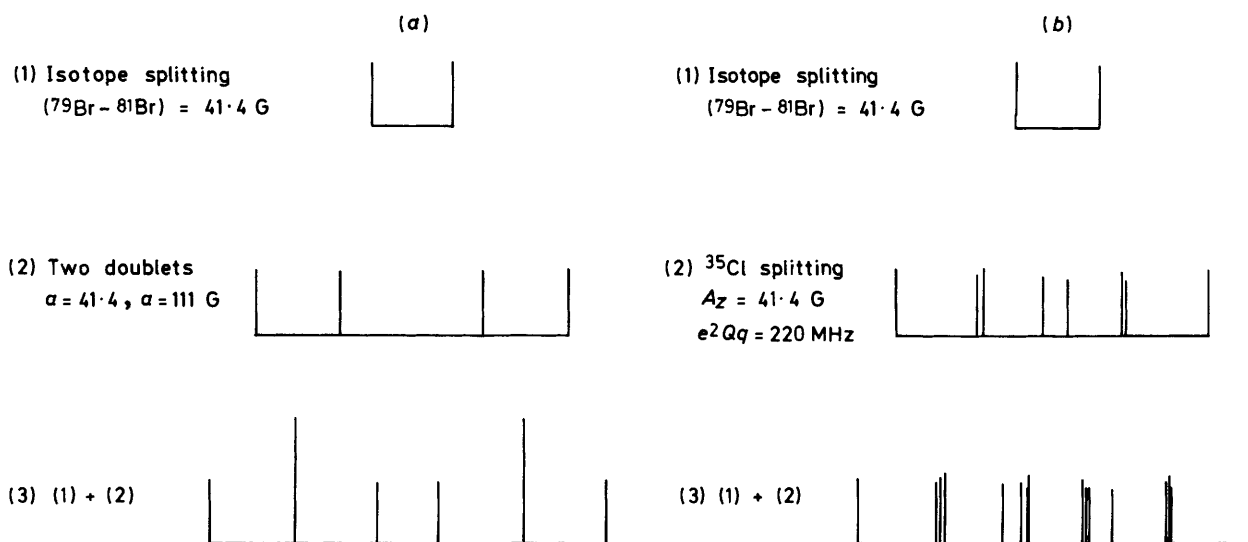 (a)
(1) Isotope splitting
(⁷⁹Br – ⁸¹Br) = 41·4 G
(2) Two doublets
a = 41·4 , a = 111 G
(3) (1) + (2)
(b)
(1) Isotope splitting
(⁷⁹Br – ⁸¹Br) = 41·4 G
(2) ³⁵Cl splitting
Az = 41·4 G
e²Qq = 220 MHz
(3) (1) + (2)